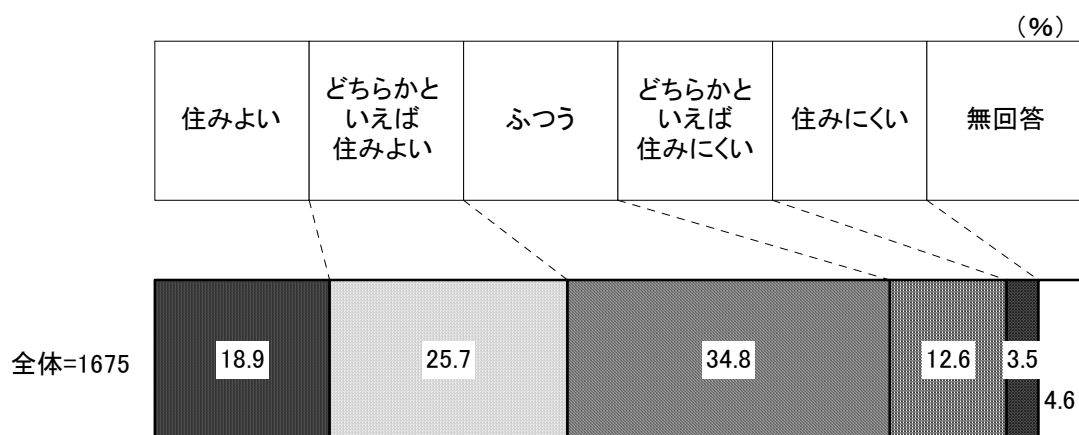 （％）
住みよい
どちらかと
いえば
住みよい
ふつう
どちらかと
いえば
住みにくい
住みにくい
無回答
全体=1675
18.9
25.7
34.8
12.6
3.5
4.6